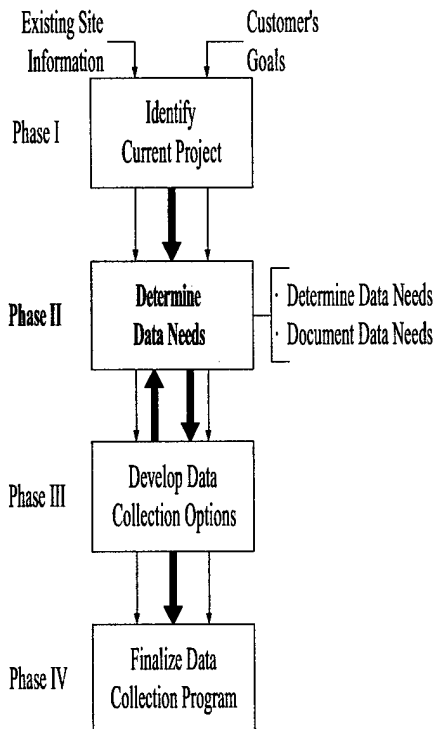 Existing Site
Information
Customer's
Goals
Phase I
Identify
Current Project
Phase II
Determine
Data Needs
· Determine Data Needs
· Document Data Needs
Phase III
Develop Data
Collection Options
Phase IV
Finalize Data
Collection Program